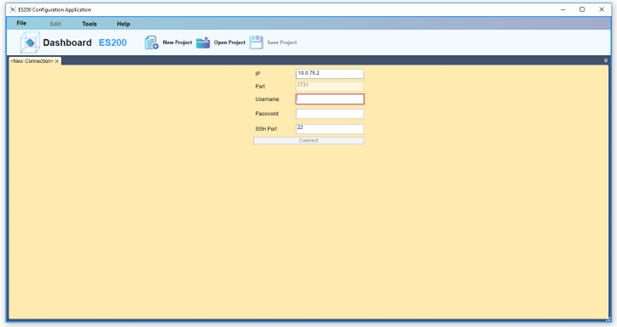 ES200 Configuration Application
File Edit Tools Help
Dashboard ES200 New Project Open Project Save Project
<New Connection> ×
IP 10.0.75.2
Port 1731
Username
Password
SSH Port 22
Connect